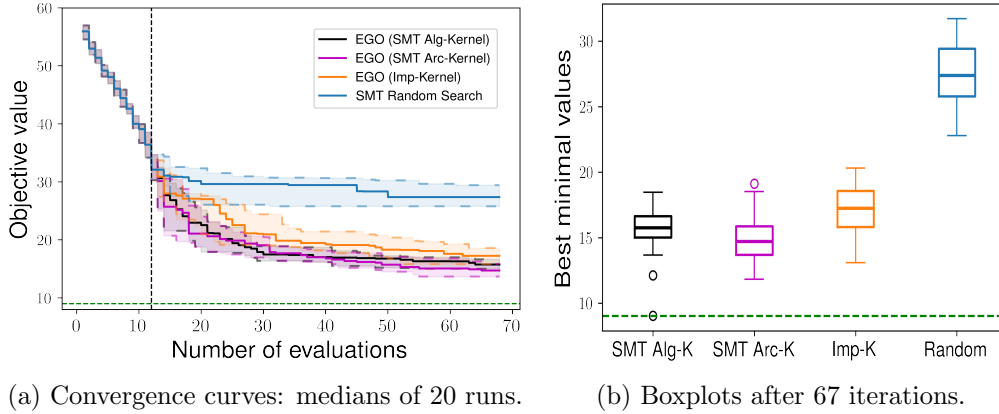 60
50
40
30
20
10
Objective value
EGO (SMT Alg-Kernel)
EGO (SMT Arc-Kernel)
EGO (Imp-Kernel)
SMT Random Search
0 10 20 30 40 50 60 70
Number of evaluations
30
25
20
15
10
Best minimal values
SMT Alg-K SMT Arc-K Imp-K Random
(a) Convergence curves: medians of 20 runs.
(b) Boxplots after 67 iterations.